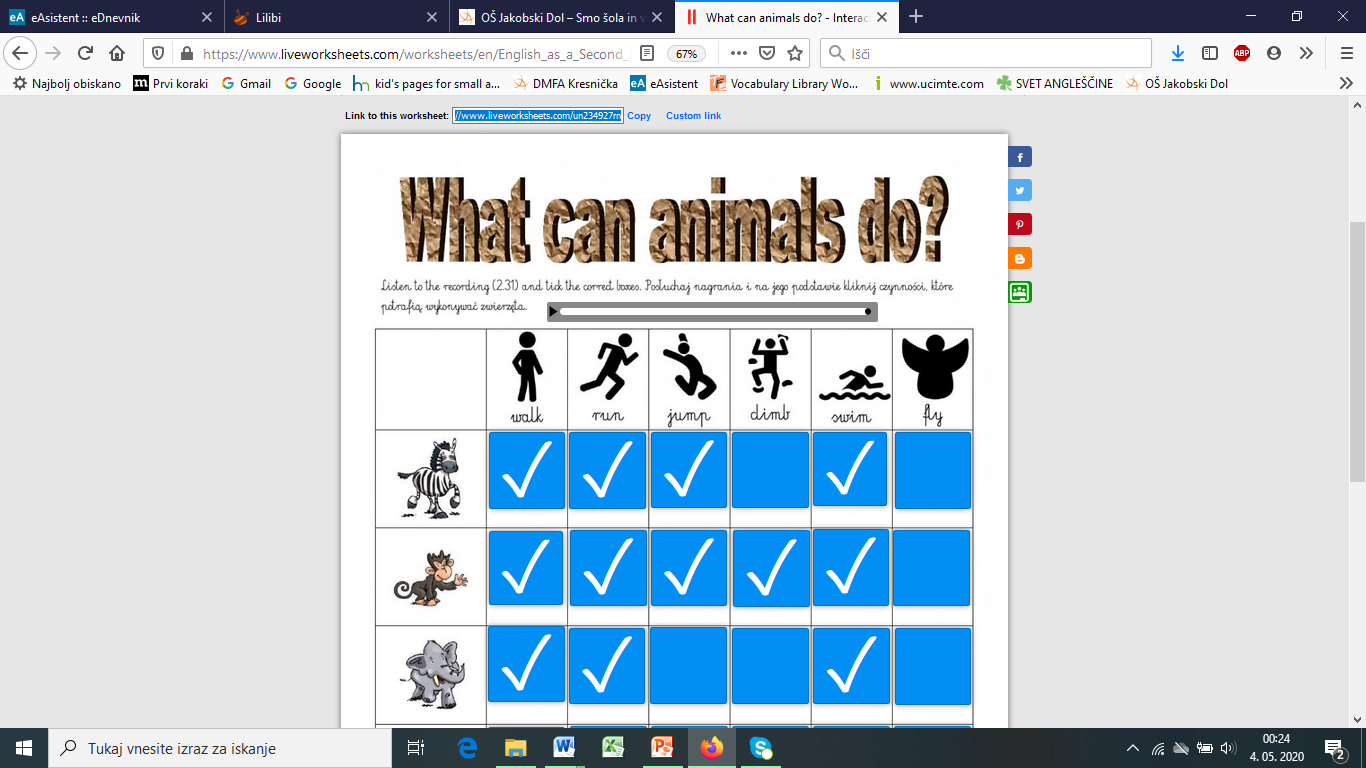 eAsistent :: eDnevnik
Lilibi
OŠ Jakobski Dol – Smo šola in v
What can animals do? - Interac
https://www.liveworksheets.com/worksheets/en/English_as_a_Second_
67%
Išči
Najbolj obiskano
Prvi koraki
Gmail
Google
kid's pages for small a...
DMFA Kresnička
eAsistent
Vocabulary Library Wo...
www.ucimte.com
SVET ANGLEŠČINE
OŠ Jakobski Dol
Link to this worksheet: //www.liveworksheets.com/un234927rn Copy Custom link
What can animals do?
Listen to the recording (2.31) and tick the correct boxes. Posłuchaj nagrania i na jego podstawie kliknij czynności, które
potrafią wykonywać zwierzęta.
walk run jump climb swim fly
Tukaj vnesite izraz za iskanje
00:24
4. 05. 2020
2